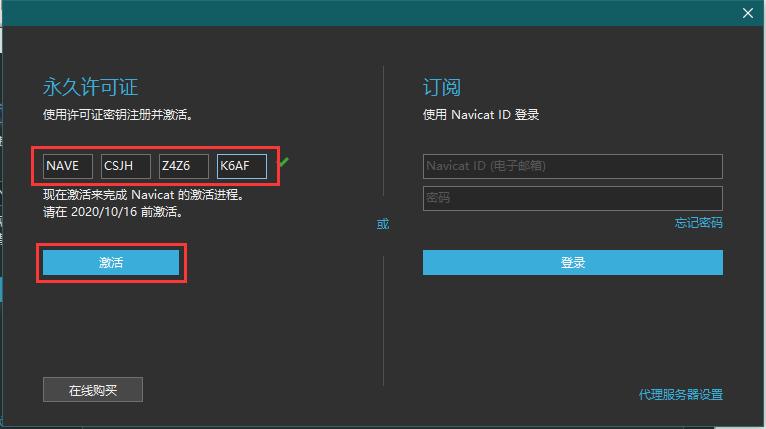 永久许可证
使用许可证密钥注册并激活。
NAVE CSJH Z4Z6 K6AF
现在激活来完成 Navicat 的激活进程。
请在 2020/10/16 前激活。
激活
在线购买
或
订阅
使用 Navicat ID 登录
Navicat ID (电子邮箱)
密码
忘记密码
登录
代理服务器设置